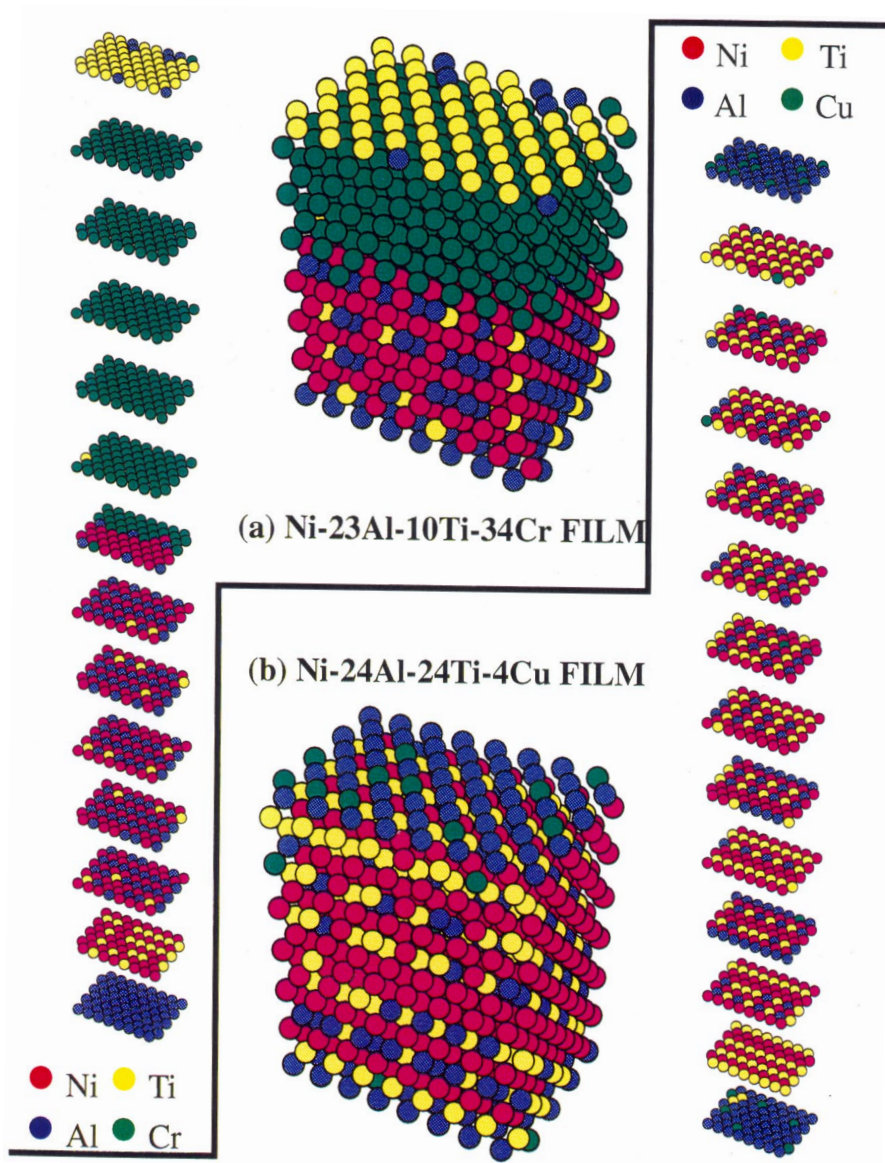 Ni Ti
Al Cu
(a) Ni-23Al-10Ti-34Cr FILM
(b) Ni-24Al-24Ti-4Cu FILM
Ni Ti
Al Cr